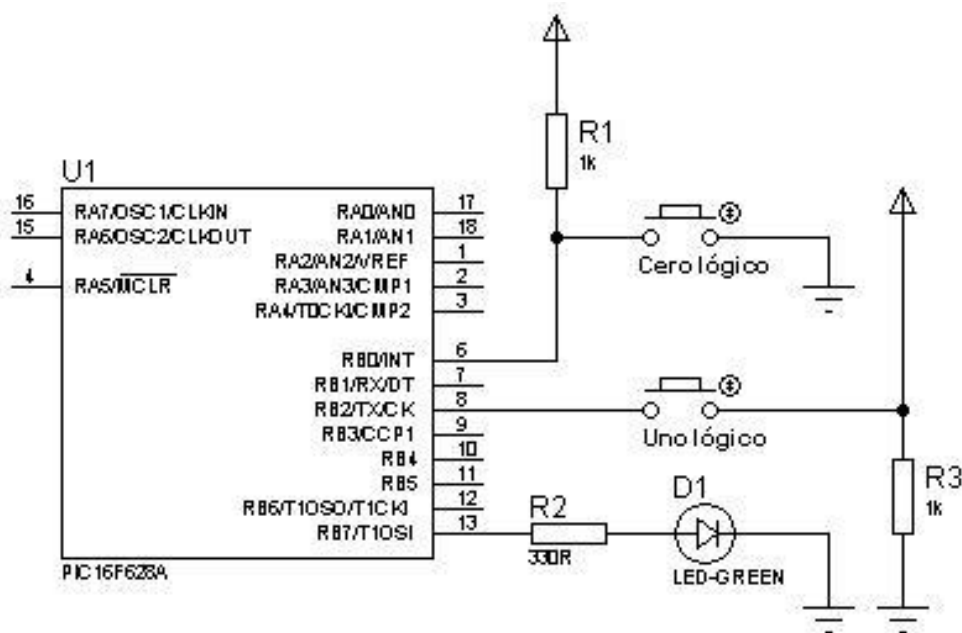 U1
16
RA7/OSC1/CLKIN
15
RA6/OSC2/CLKOUT
4
RA5/MCLR
RA0/AN0
17
RA1/AN1
18
RA2/AN2/VREF
1
RA3/AN3/CMP1
2
RA4/T0CKI/CMP2
3
RB0/INT
6
RB1/RX/DT
7
RB2/TX/CK
8
RB3/CCP1
9
RB4
10
RB5
11
RB6/T1OSO/T1CKI
12
RB7/T1OSI
13
PIC16F628A
R1
1k
Cero lógico
Uno lógico
R2
330R
D1
LED-GREEN
R3
1k